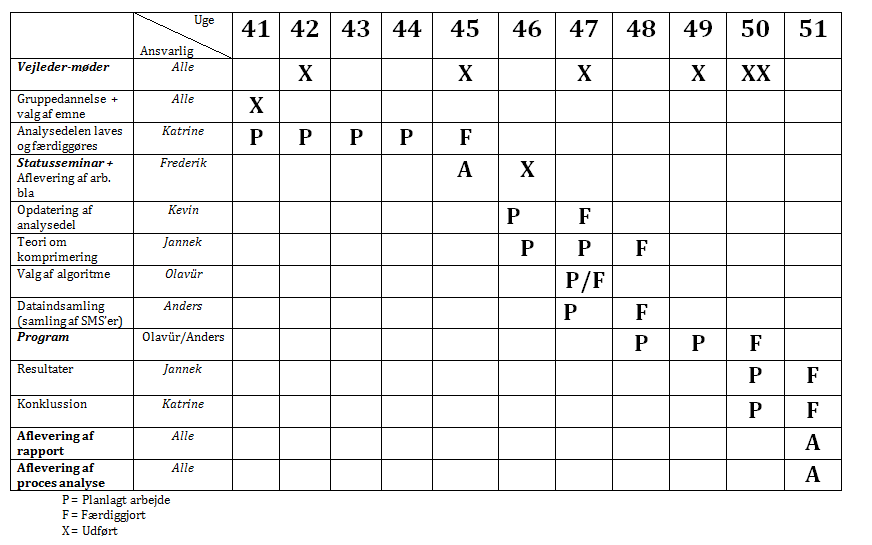 Uge
Ansvarlig
41 42 43 44 45 46 47 48 49 50 51
Vejleder-møder Alle X X X X XX
Gruppedannelse + Alle X
valg af emne
Analysedelen laves Katrine P P P P F
og færdiggøres
Statusseminar + Frederik A X
Aflevering af arb.
bla
Opdatering af Kevin P F
analysedel
Teori om Jannek P P F
komprimering
Valg af algoritme Olavür P/F
Dataindsamling Anders P F
(samling af SMS'er)
Program Olavür/Anders P P F
Resultater Jannek P F
Konklussion Katrine P F
Aflevering af Alle A
rapport
Aflevering af Alle A
proces analyse
P = Planlagt arbejde
F = Færdiggjort
X = Udført